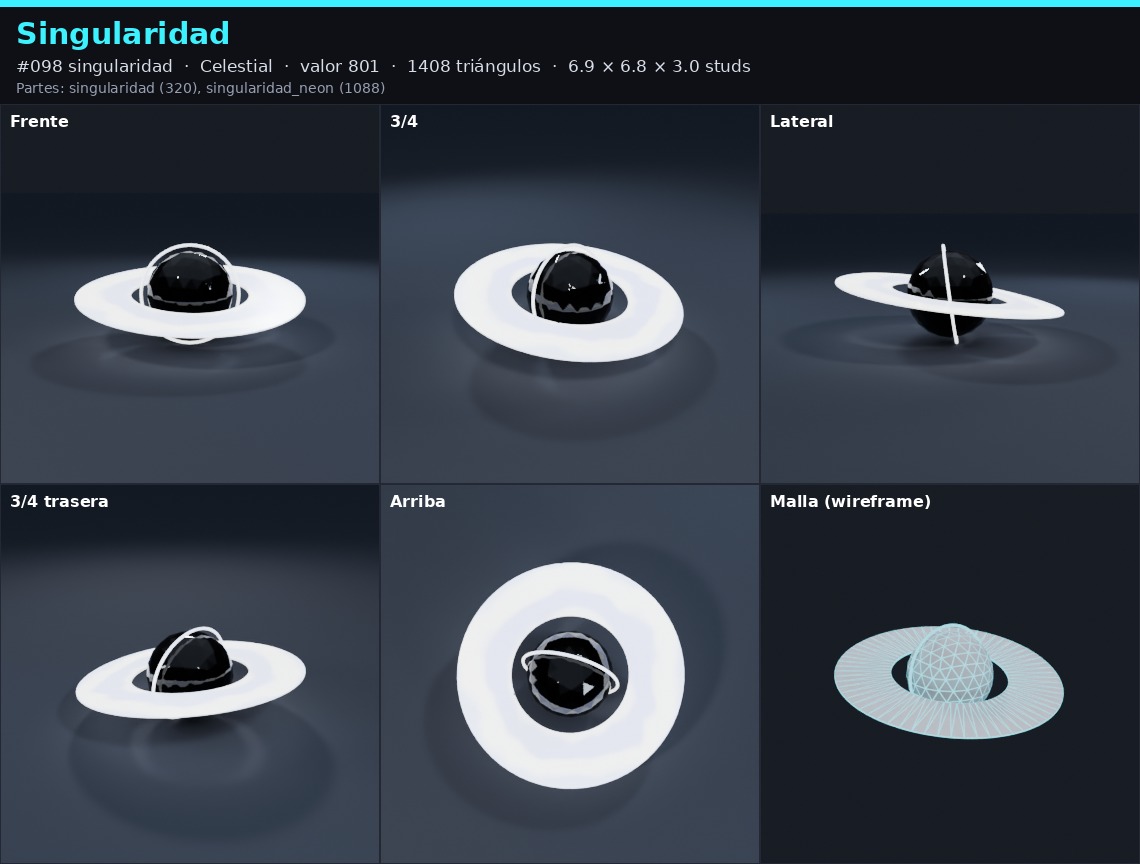 Singularidad
#098 singularidad · Celestial · valor 801 · 1408 triángulos · 6.9 × 6.8 × 3.0 studs
Partes: singularidad (320), singularidad_neon (1088)
Frente
3/4
Lateral
3/4 trasera
Arriba
Malla (wireframe)